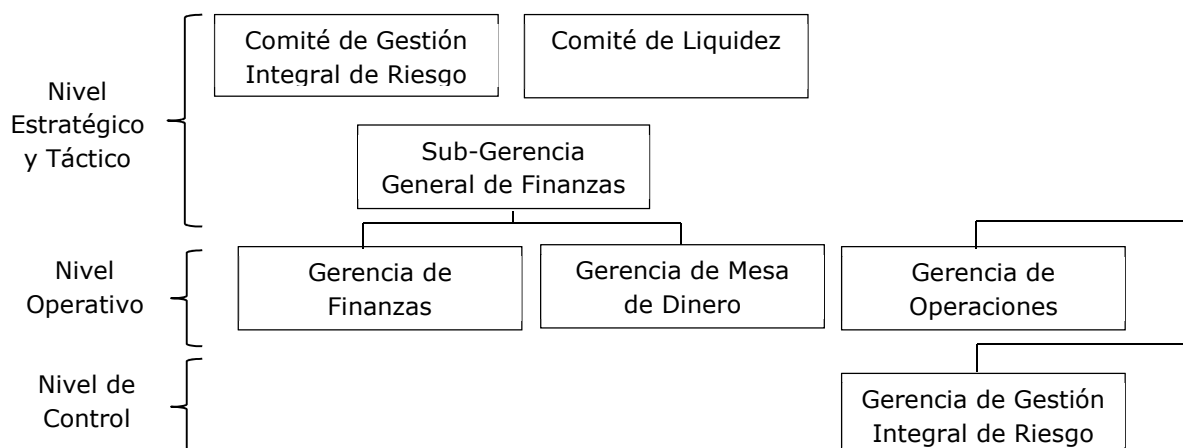 Comité de Gestión
Integral de Riesgo
Comité de Liquidez
Nivel
Estratégico
y Táctico
Sub-Gerencia
General de Finanzas
Nivel
Operativo
Gerencia de
Finanzas
Gerencia de Mesa
de Dinero
Gerencia de
Operaciones
Nivel de
Control
Gerencia de Gestión
Integral de Riesgo